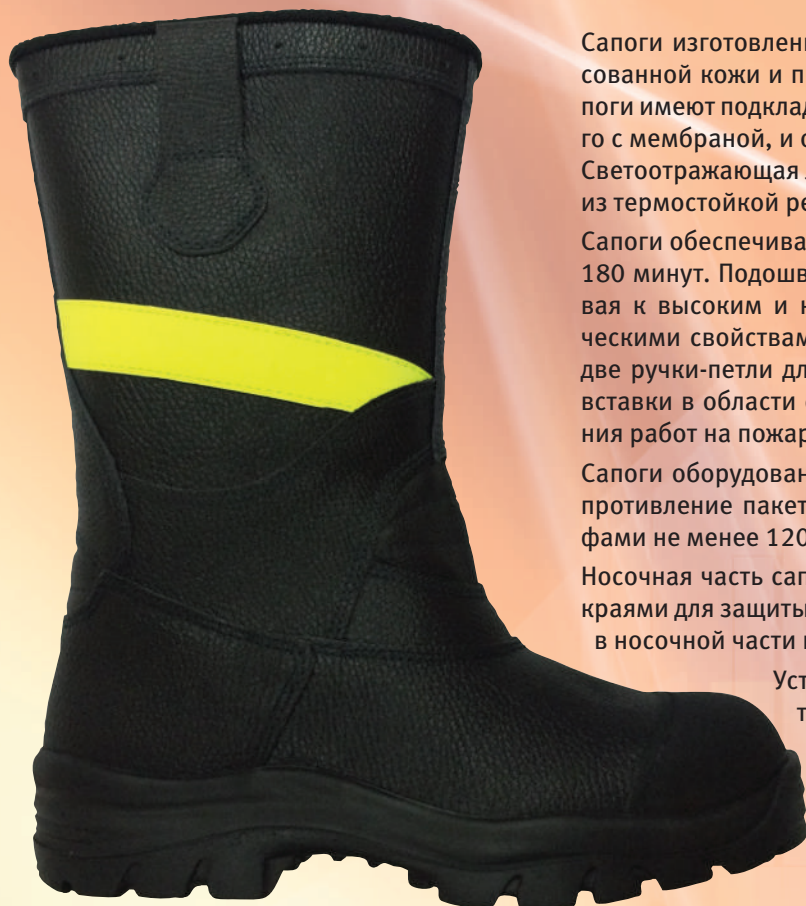 Сапоги изготовлен
сованной кожи и п
поги имеют подклад
го с мембраной, и с
Светоотражающая
из термостойкой ре
Сапоги обеспечива
180 минут. Подошв
вая к высоким и н
ческими свойствам
две ручки-петли дл
вставки в области
ния работ на пожар
Сапоги оборудован
противление пакет
фами не менее 120
Носочная часть сап
краями для защиты
в носочной части
Уст
т